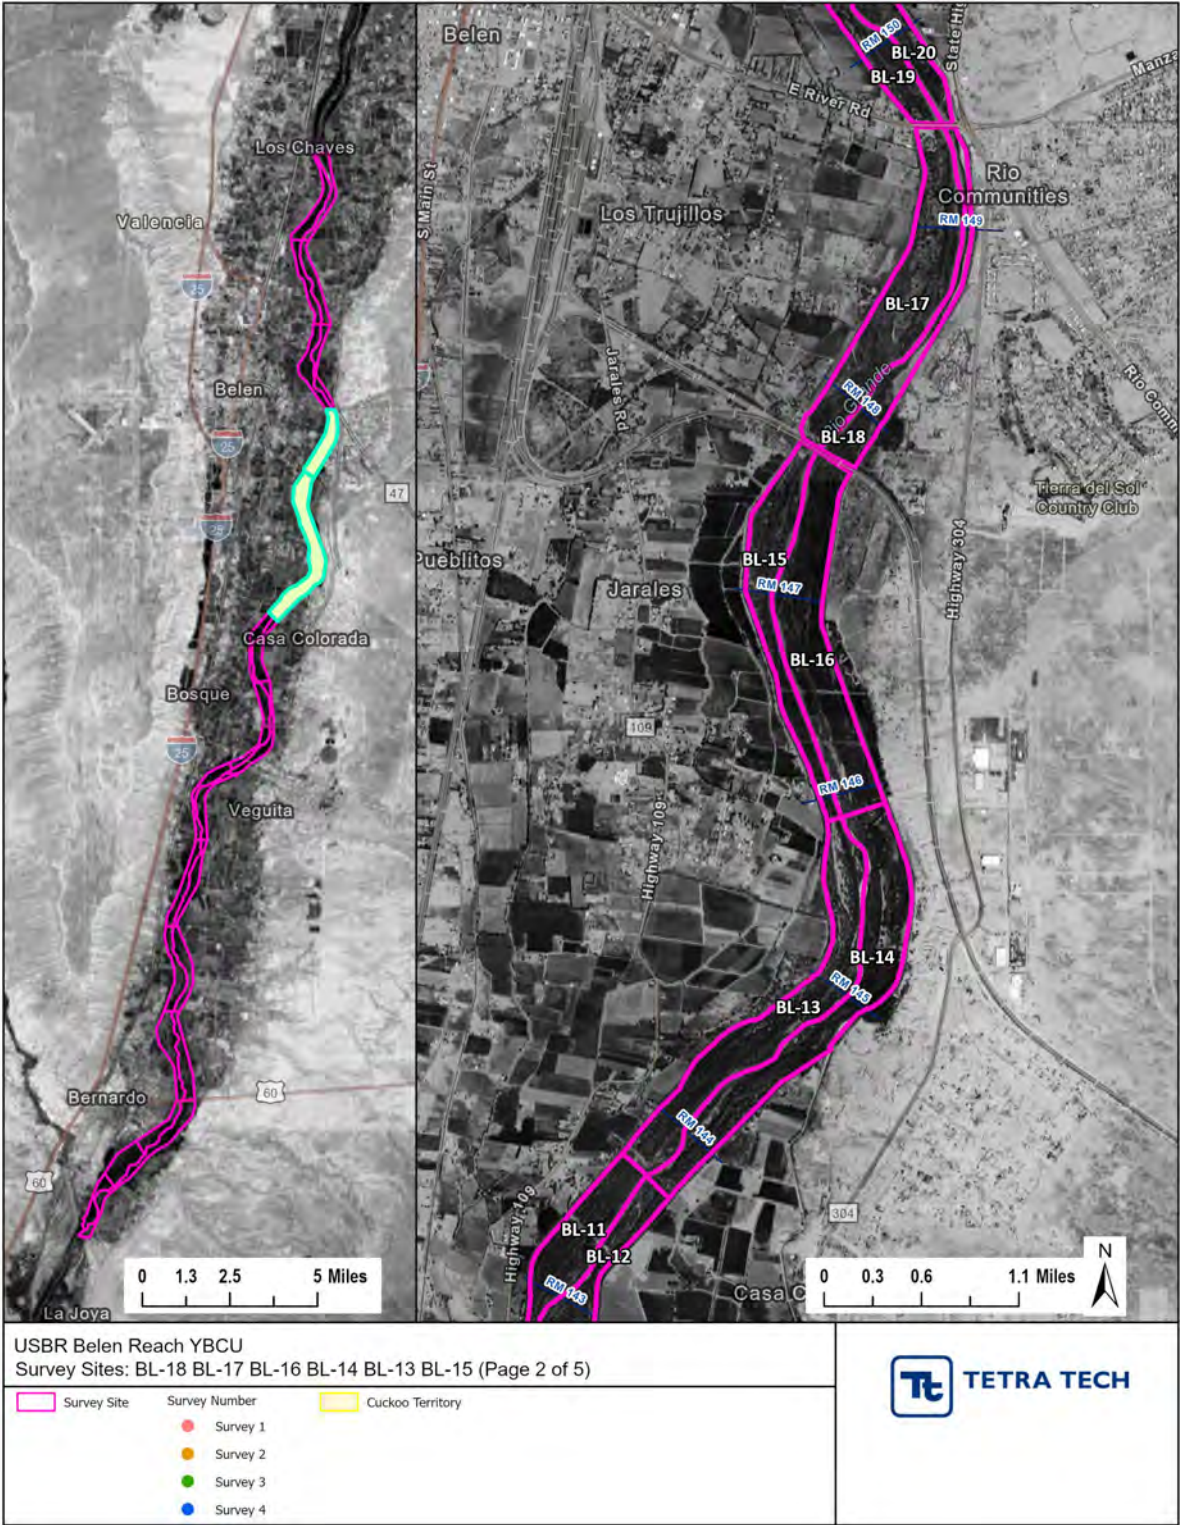 Los Chaves
Valencia
25
Belen
25
47
25
Casa Colorada
Bosque
25
Veguita
Bernardo
60
60
0 1.3 2.5 5 Miles
La Joya
Belen
RM 150
BL-20
BL-19
State Hig
Manza
E River Rd
S Main St
Rio
Communities
Los Trujillos
RM 149
BL-17
Jarales Rd
Rio Grande
RM 148
Rio Comm
BL-18
Tierra del Sol
Country Club
Pueblitos
BL-15
RM 147
Jarales
Highway 304
BL-16
109
RM 146
Highway 109
BL-14
RM 145
BL-13
RM 144
Highway 109
304
BL-11
BL-12
RM 143
Casa C
N
0 0.3 0.6 1.1 Miles
USBR Belen Reach YBCU
Survey Sites: BL-18 BL-17 BL-16 BL-14 BL-13 BL-15 (Page 2 of 5)
Survey Site
Survey Number
Cuckoo Territory
Survey 1
Survey 2
Survey 3
Survey 4
Tt
TETRA TECH